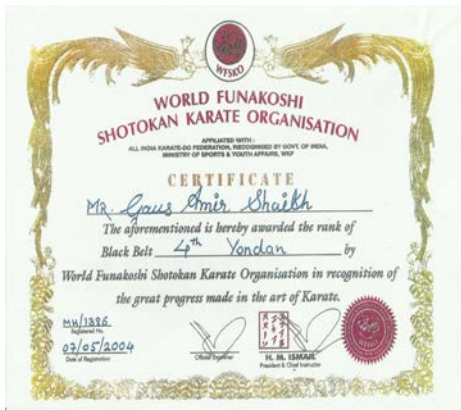 WFSKO
WORLD FUNAKOSHI
SHOTOKAN KARATE ORGANISATION
AFFILIATED WITH :
ALL INDIA KARATE-DO FEDERATION, RECOGNISED BY GOVT. OF INDIA,
MINISTRY OF SPORTS & YOUTH AFFAIRS, WKF
CERTIFICATE
MR. Gaus Amir Shaikh
The aforementioned is hereby awarded the rank of
Black Belt 4th Yondan by
World Funakoshi Shotokan Karate Organisation in recognition of
the great progress made in the art of Karate.
MH/1386
Registered No.
07/05/2004
Date of Registration
Official Examiner
H. M. ISMAIL
President & Chief Instructor